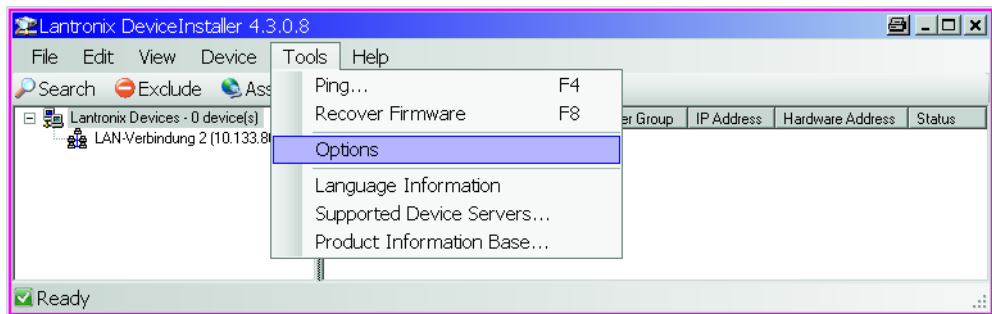 Lantronix DeviceInstaller 4.3.0.8
File Edit View Device Tools Help
Search Exclude
Ping... F4
Recover Firmware F8
Options
Language Information
Supported Device Servers...
Product Information Base...
Lantronix Devices - 0 device(s)
LAN-Verbindung 2 (10.133.8
Group IP Address Hardware Address Status
Ready